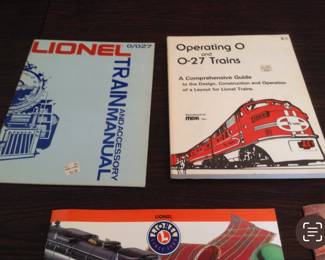 LIONEL
0/027
TRAIN
AND ACCESSORY
MANUAL
Operating O
and
O-27 Trains
A Comprehensive Guide
to the Design, Construction and Operation
of a Layout for Lionel Trains.
LIONEL
L